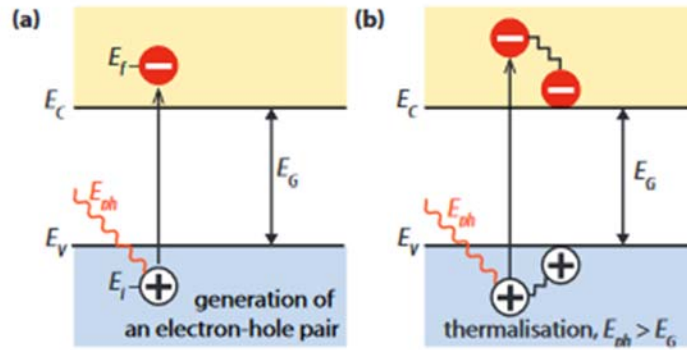 (a)
E_f
E_C
E_G
E_ph
E_V
E_i
generation of
an electron-hole pair
(b)
E_C
E_G
E_ph
E_V
thermalisation, E_ph > E_G